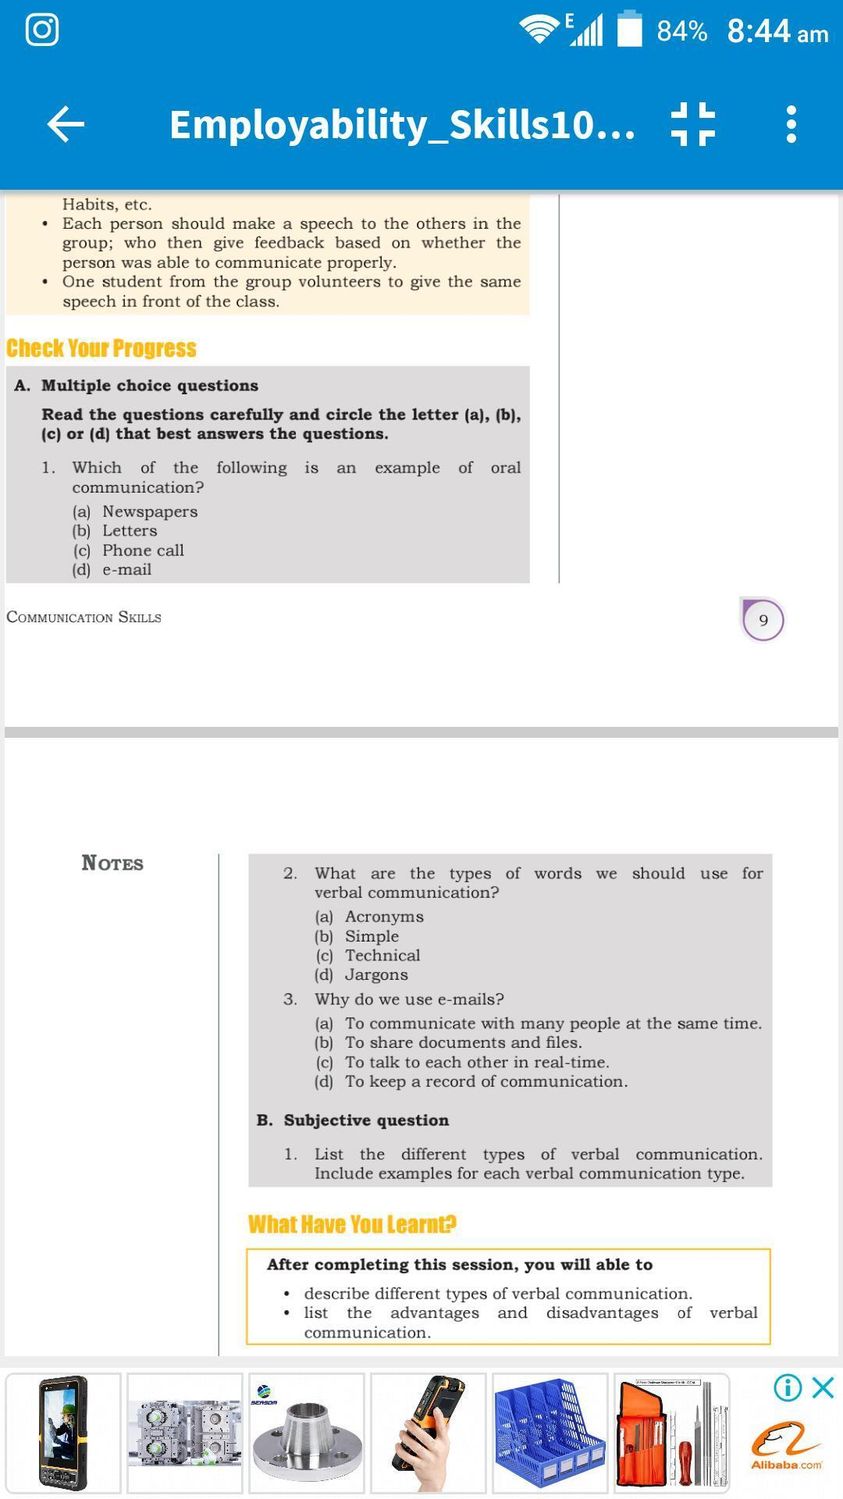 E 84% 8:44 am
Employability_Skills10...
Habits, etc.
• Each person should make a speech to the others in the
group; who then give feedback based on whether the
person was able to communicate properly.
• One student from the group volunteers to give the same
speech in front of the class.
Check Your Progress
A. Multiple choice questions
Read the questions carefully and circle the letter (a), (b),
(c) or (d) that best answers the questions.
1. Which of the following is an example of oral
communication?
(a) Newspapers
(b) Letters
(c) Phone call
(d) e-mail
COMMUNICATION SKILLS
9
NOTES
2. What are the types of words we should use for
verbal communication?
(a) Acronyms
(b) Simple
(c) Technical
(d) Jargons
3. Why do we use e-mails?
(a) To communicate with many people at the same time.
(b) To share documents and files.
(c) To talk to each other in real-time.
(d) To keep a record of communication.
B. Subjective question
1. List the different types of verbal communication.
Include examples for each verbal communication type.
What Have You Learnt?
After completing this session, you will able to
• describe different types of verbal communication.
• list the advantages and disadvantages of verbal
communication.
Alibaba.com